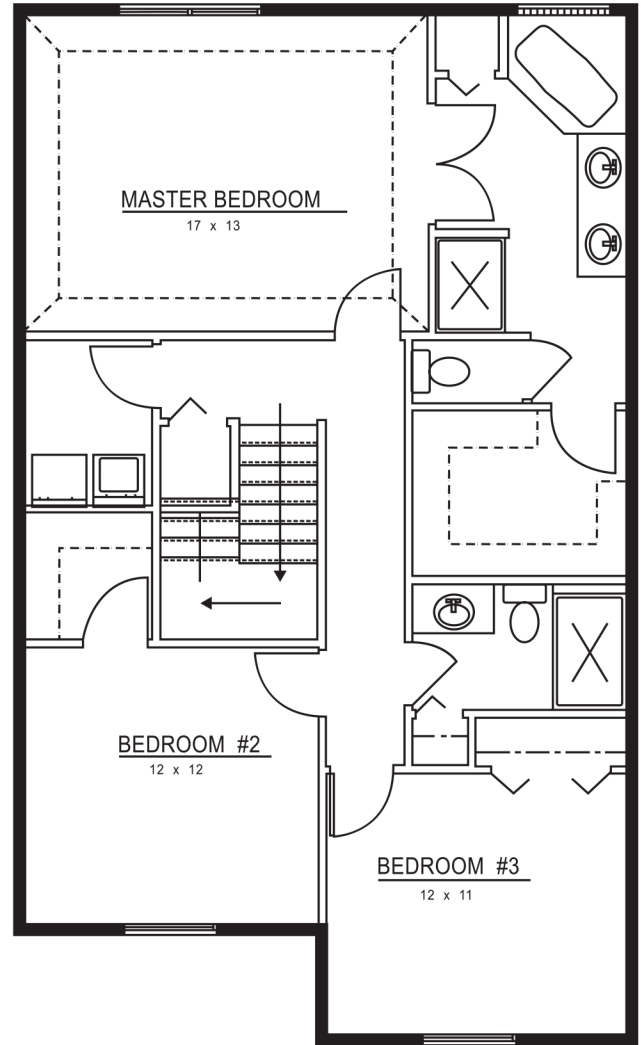 MASTER BEDROOM
17 x 13
BEDROOM #2
12 x 12
BEDROOM #3
12 x 11